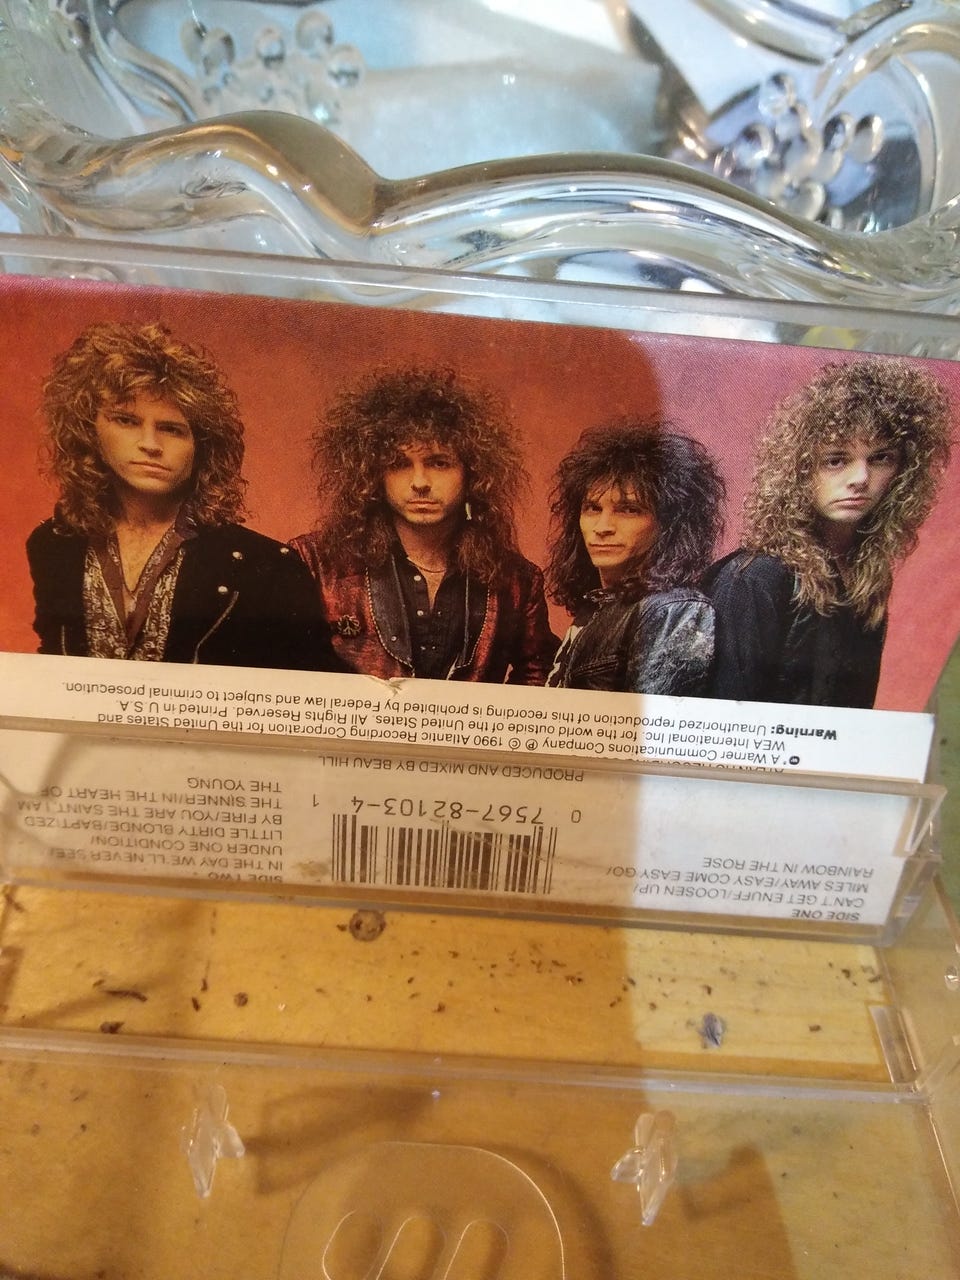 SIDE ONE
CAN'T GET ENUFF/LOOSEN UP/
MILES AWAY/EASY COME EASY GO/
RAINBOW IN THE ROSE
0 7567-82103-4 1
SIDE TWO
IN THE DAY WE'LL NEVER SEE/
UNDER ONE CONDITION/
LITTLE DIRTY BLONDE/BAPTIZED
BY FIRE/YOU ARE THE SAINT, I AM
THE SINNER/IN THE HEART OF
THE YOUNG
PRODUCED AND MIXED BY BEAU HILL
A Warner Communications Company ℗ © 1990 Atlantic Recording Corporation for the United States and
WEA International Inc. for the world outside of the United States. All Rights Reserved. Printed in U.S.A.
Warning: Unauthorized reproduction of this recording is prohibited by Federal law and subject to criminal prosecution.